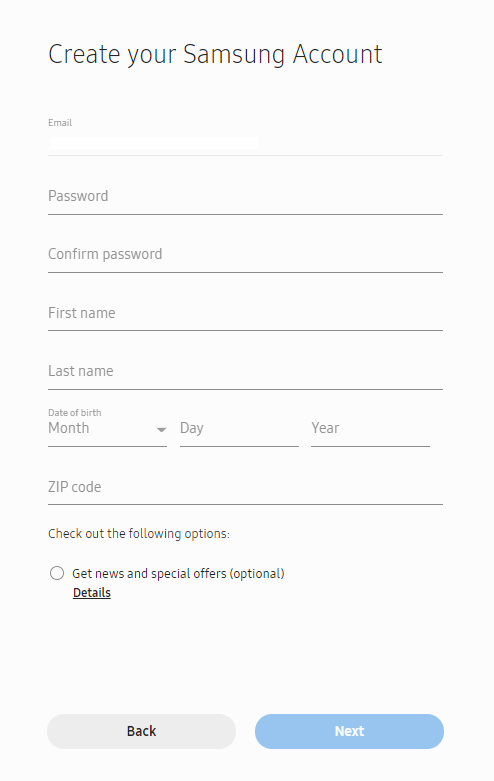 Create your Samsung Account
Email
Password
Confirm password
First name
Last name
Date of birth
Month Day Year
ZIP code
Check out the following options:
Get news and special offers (optional)
Details
Back Next